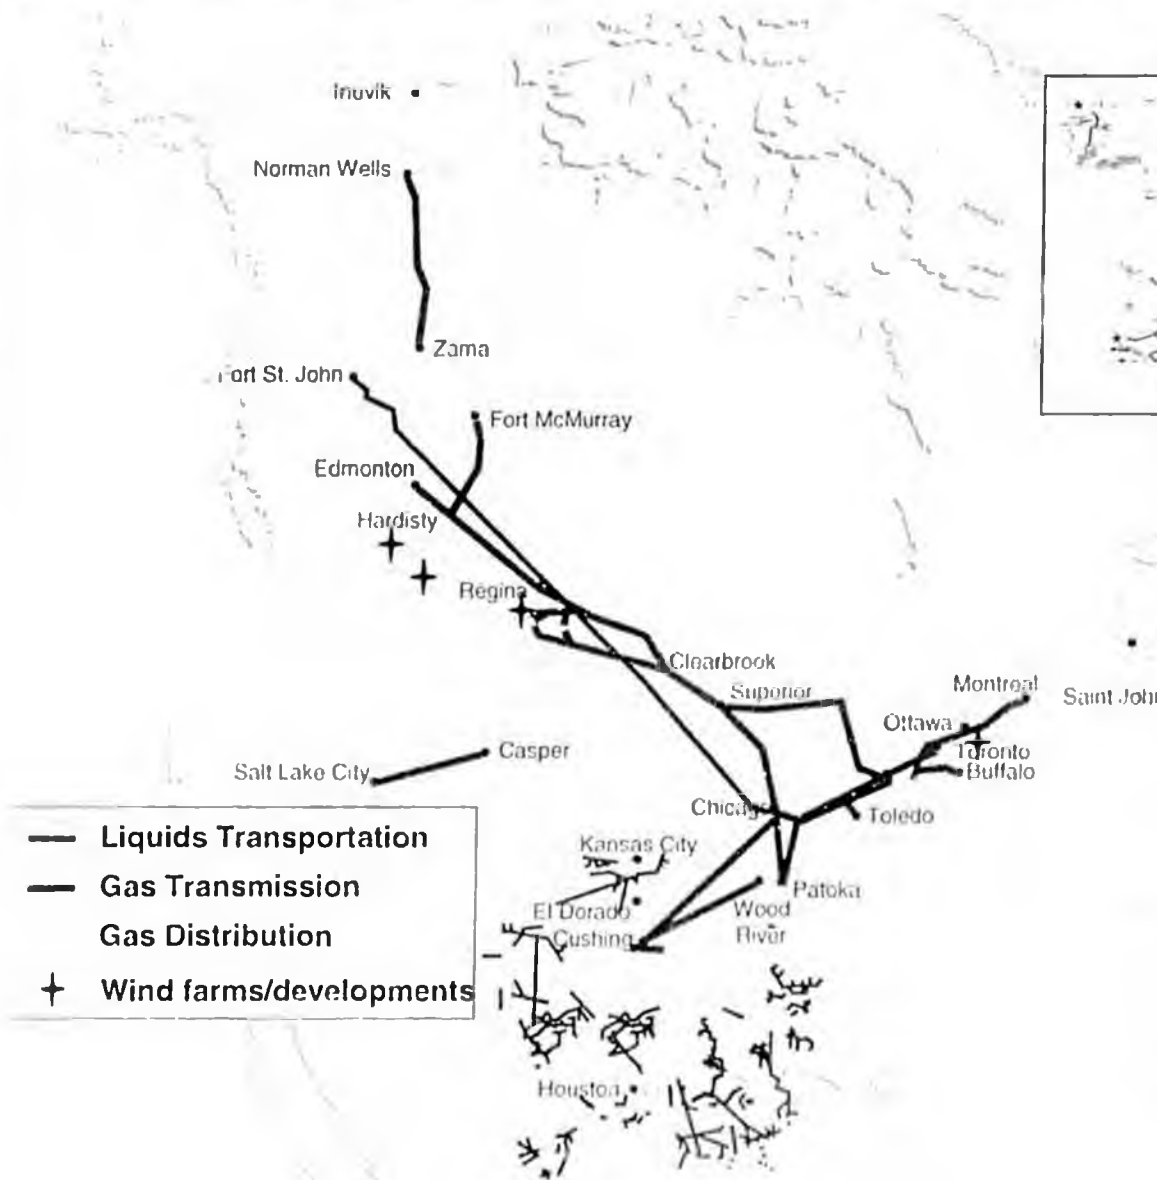 Inuvik
Norman Wells
Zama
Fort St. John
Fort McMurray
Edmonton
Hardisty
Regina
Clearbrook
Superior
Montreal
Saint John
Ottawa
Toronto
Buffalo
Casper
Salt Lake City
Chicago
Toledo
Liquids Transportation
Gas Transmission
Gas Distribution
Wind farms/developments
Kansas City
Patoka
El Dorado
Wood
River
Cushing
Houston